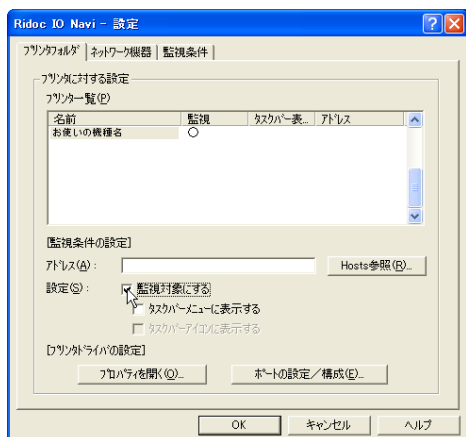 Ridoc IO Navi - 設定
プリンタフォルダ ネットワーク機器 監視条件
プリンタに対する設定
プリンタ一覧(P)
名前 監視 タスクバー表... アドレス
お使いの機種名 ○
[監視条件の設定]
アドレス(A) : Hosts参照(R)...
設定(S) : 監視対象にする
タスクバーメニューに表示する
タスクバーアイコンに表示する
[プリンタドライバの設定]
プロパティを開く(O)... ポートの設定/構成(E)...
OK キャンセル ヘルプ